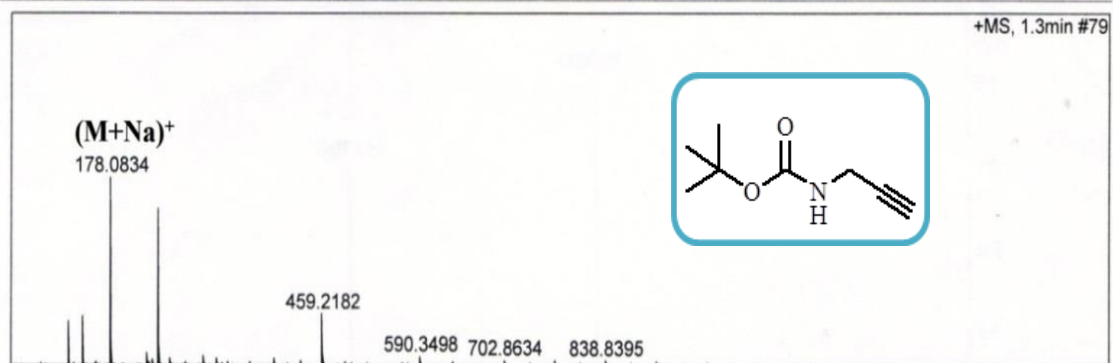 +MS, 1.3min #79
(M+Na)+
178.0834
O
O
N
H
459.2182
590.3498 702.8634 838.8395